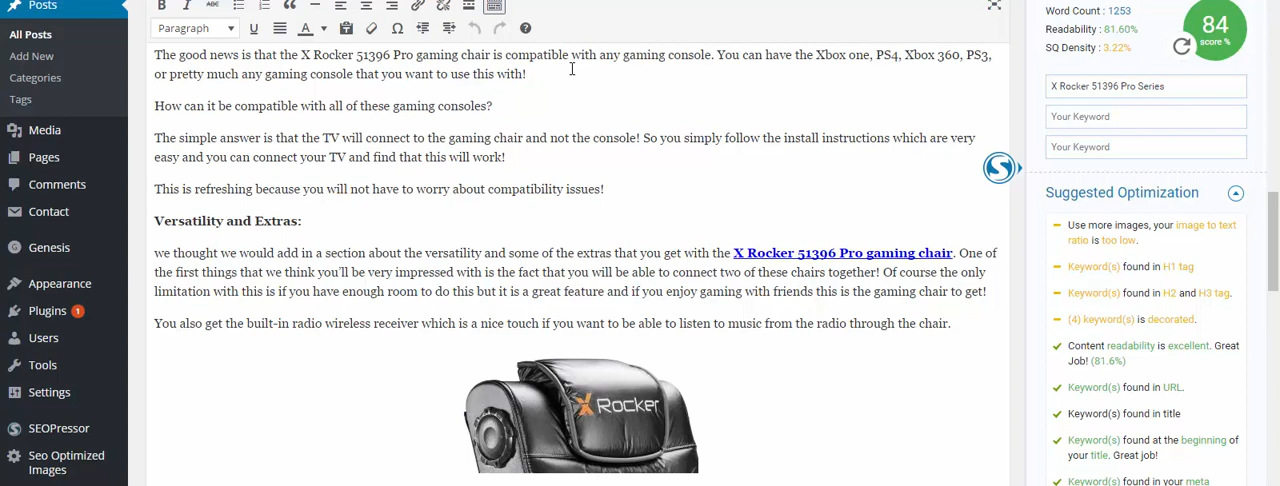 Posts
All Posts
Add New
Categories
Tags
Media
Pages
Comments
Contact
Genesis
Appearance
Plugins 1
Users
Tools
Settings
SEOPressor
Seo Optimized
Images
B I ABC
Paragraph
U A
The good news is that the X Rocker 51396 Pro gaming chair is compatible with any gaming console. You can have the Xbox one, PS4, Xbox 360, PS3,
or pretty much any gaming console that you want to use this with!
How can it be compatible with all of these gaming consoles?
The simple answer is that the TV will connect to the gaming chair and not the console! So you simply follow the install instructions which are very
easy and you can connect your TV and find that this will work!
This is refreshing because you will not have to worry about compatibility issues!
Versatility and Extras:
we thought we would add in a section about the versatility and some of the extras that you get with the X Rocker 51396 Pro gaming chair. One of
the first things that we think you'll be very impressed with is the fact that you will be able to connect two of these chairs together! Of course the only
limitation with this is if you have enough room to do this but it is a great feature and if you enjoy gaming with friends this is the gaming chair to get!
You also get the built-in radio wireless receiver which is a nice touch if you want to be able to listen to music from the radio through the chair.
X Rocker
Word Count : 1253
Readability : 81.60%
SQ Density : 3.22%
84
score %
X Rocker 51396 Pro Series
Your Keyword
Your Keyword
S
Suggested Optimization
Use more images, your image to text
ratio is too low.
Keyword(s) found in H1 tag
Keyword(s) found in H2 and H3 tag.
(4) keyword(s) is decorated.
Content readability is excellent. Great
Job! (81.6%)
Keyword(s) found in URL.
Keyword(s) found in title
Keyword(s) found at the beginning of
your title. Great job!
Keyword(s) found in your meta